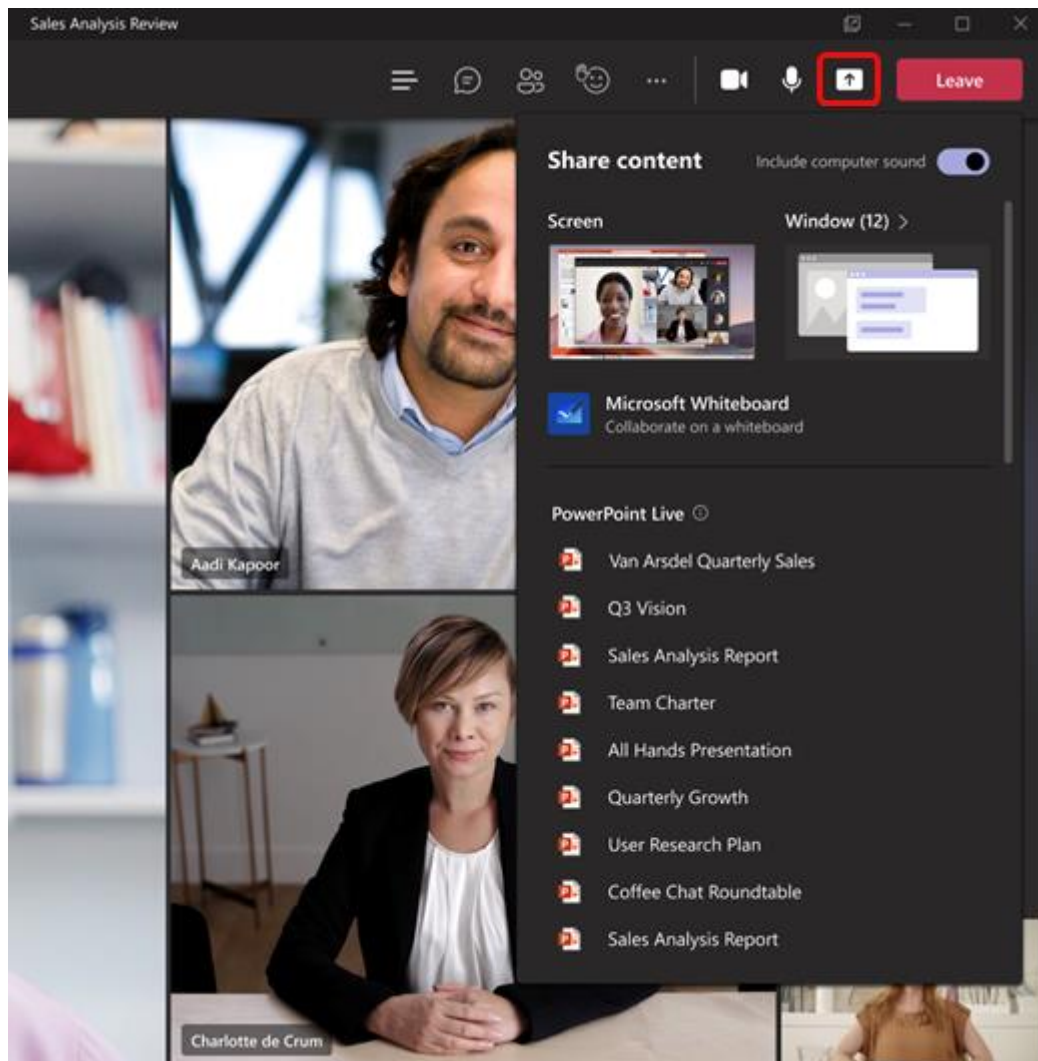 Sales Analysis Review
Leave
Share content
Include computer sound
Screen
Window (12) >
Microsoft Whiteboard
Collaborate on a whiteboard
PowerPoint Live
Van Arsdel Quarterly Sales
Q3 Vision
Sales Analysis Report
Team Charter
All Hands Presentation
Quarterly Growth
User Research Plan
Coffee Chat Roundtable
Sales Analysis Report
Aadi Kapoor
Charlotte de Crum